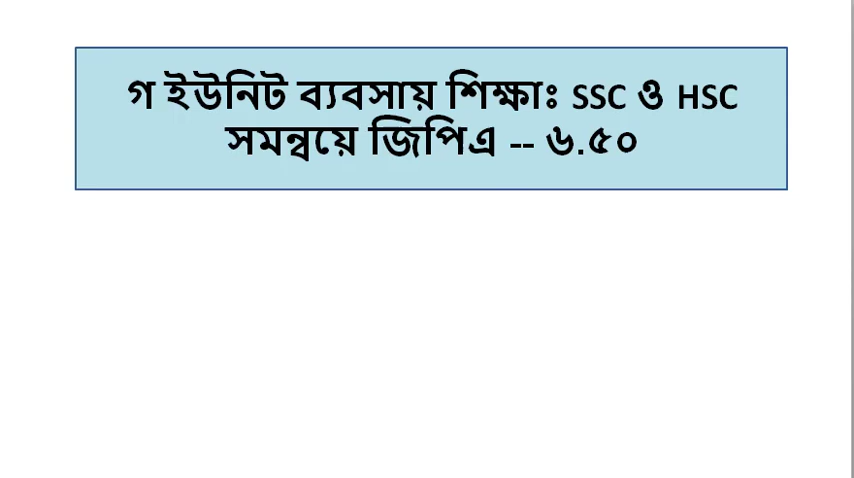 গ ইউনিট ব্যবসায় শিক্ষাঃ SSC ও HSC
সমন্বয়ে জিপিএ -- ৬.৫০